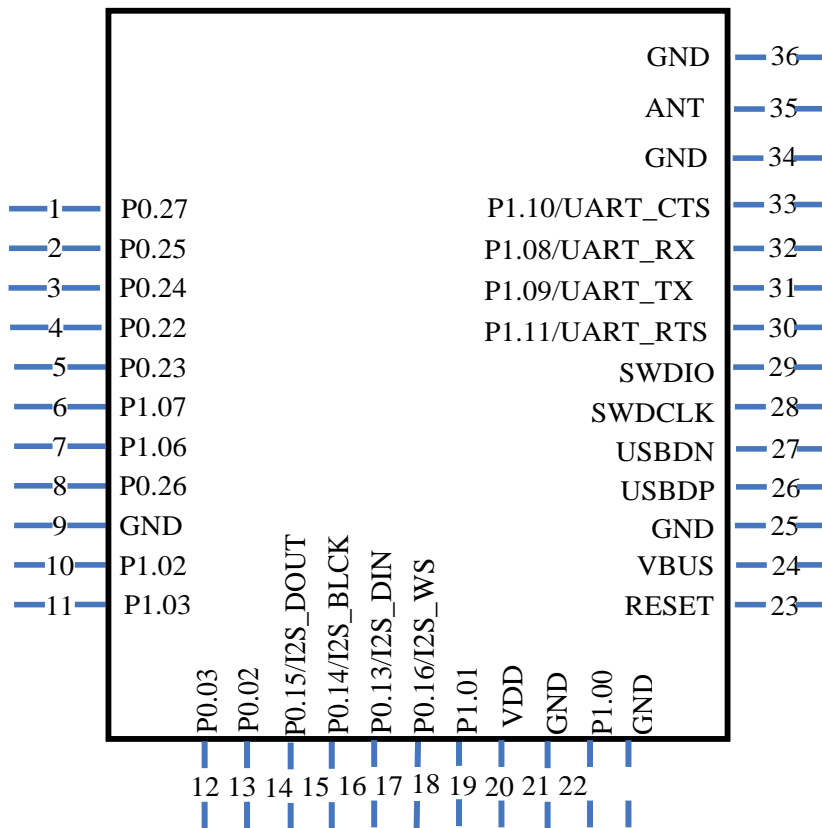 GND 36
ANT 35
GND 34
1 P0.27 P1.10/UART_CTS 33
2 P0.25 P1.08/UART_RX 32
3 P0.24 P1.09/UART_TX 31
4 P0.22 P1.11/UART_RTS 30
5 P0.23 SWDIO 29
6 P1.07 SWDCLK 28
7 P1.06 USBDN 27
8 P0.26 USBDP 26
9 GND GND 25
10 P1.02 VBUS 24
11 P1.03 RESET 23
P0.03
P0.02
P0.15/I2S_DOUT
P0.14/I2S_BLCK
P0.13/I2S_DIN
P0.16/I2S_WS
P1.01
VDD
GND
P1.00
GND
12 13 14 15 16 17 18 19 20 21 22